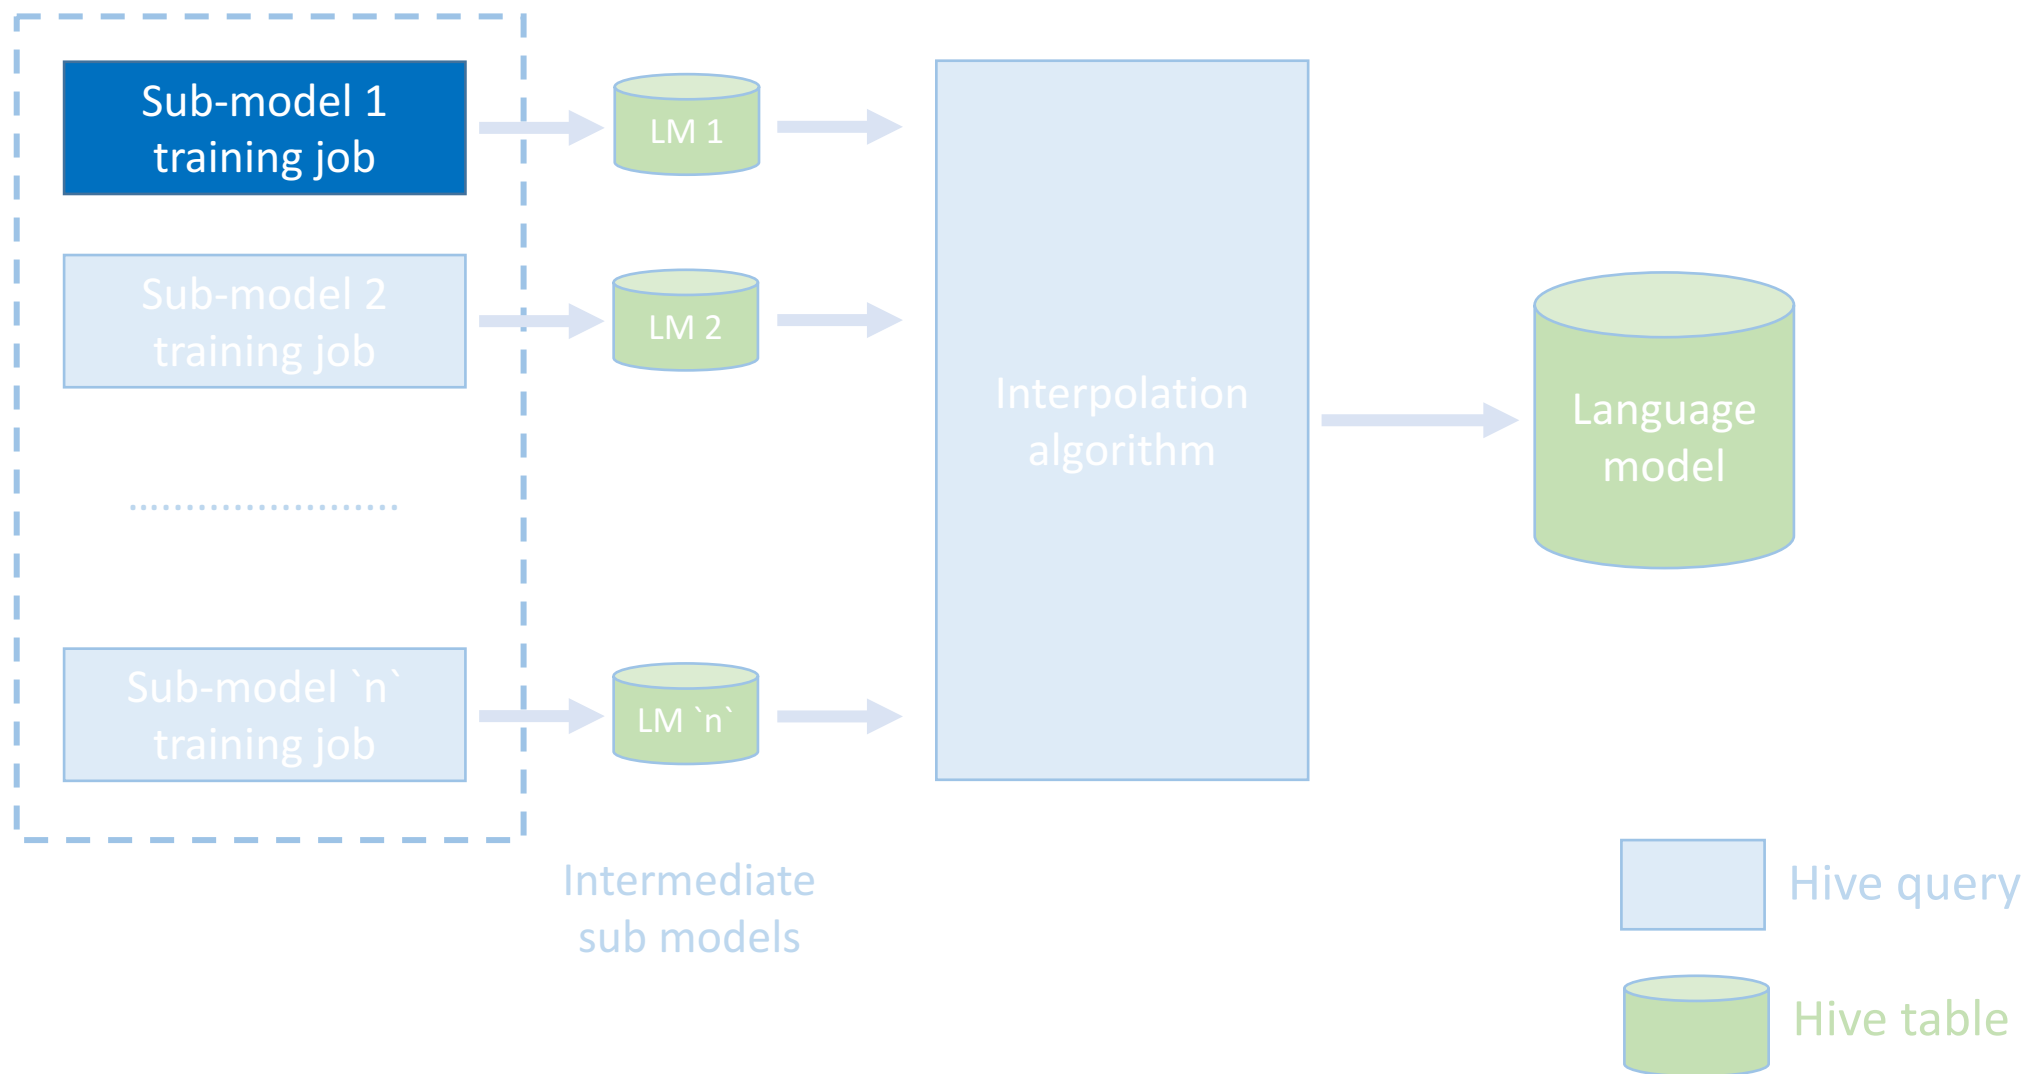 Sub-model 1
training job
LM 1
Sub-model 2
training job
LM 2
Interpolation
algorithm
Language
model
Sub-model `n`
training job
LM `n`
Intermediate
sub models
Hive query
Hive table